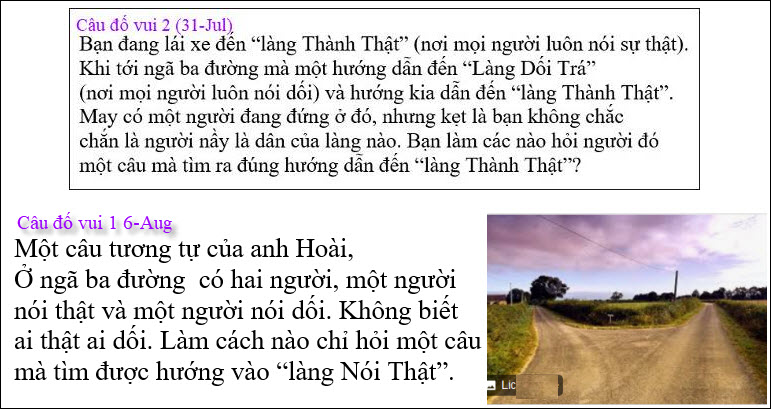 Câu đố vui 2 (31-Jul)
Bạn đang lái xe đến “làng Thành Thật” (nơi mọi người luôn nói sự thật).
Khi tới ngã ba đường mà một hướng dẫn đến “Làng Dối Trá”
(nơi mọi người luôn nói dối) và hướng kia dẫn đến “làng Thành Thật”.
May có một người đang đứng ở đó, nhưng kẹt là bạn không chắc
chắn là người nầy là dân của làng nào. Bạn làm các nào hỏi người đó
một câu mà tìm ra đúng hướng dẫn đến “làng Thành Thật”?
Câu đố vui 1 6-Aug
Một câu tương tự của anh Hoài,
Ở ngã ba đường có hai người, một người
nói thật và một người nói dối. Không biết
ai thật ai dối. Làm cách nào chỉ hỏi một câu
mà tìm được hướng vào “làng Nói Thật”.
Lic